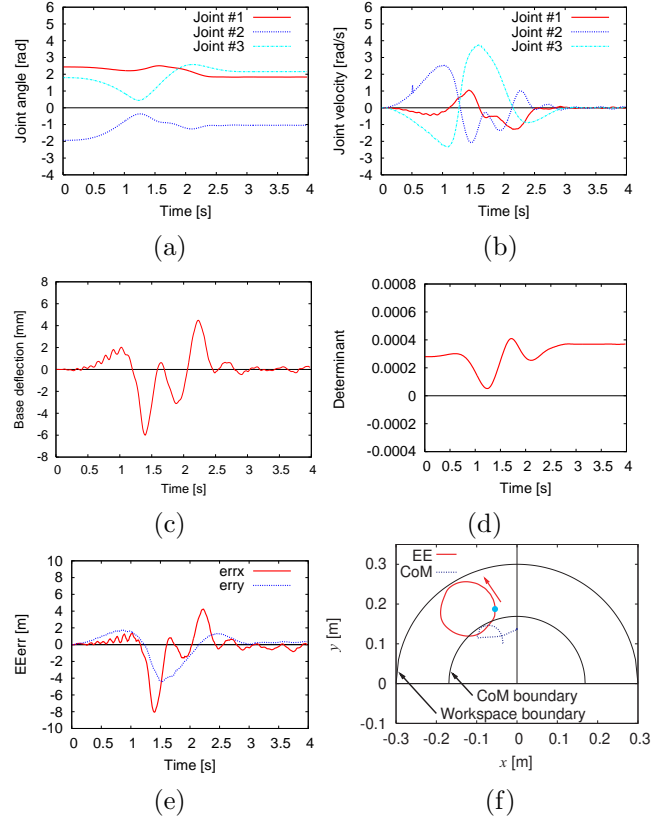 Joint #1
Joint #2
Joint #3
Joint angle [rad]
6
5
4
3
2
1
0
-1
-2
-3
-4
0 0.5 1 1.5 2 2.5 3 3.5 4
Time [s]
(a)
Joint #1
Joint #2
Joint #3
Joint velocity [rad/s]
6
5
4
3
2
1
0
-1
-2
-3
-4
0 0.5 1 1.5 2 2.5 3 3.5 4
Time [s]
(b)
Base deflection [mm]
8
6
4
2
0
-2
-4
-6
-8
0 0.5 1 1.5 2 2.5 3 3.5 4
Time [s]
(c)
Determinant
0.0008
0.0006
0.0004
0.0002
0
-0.0002
-0.0004
0 0.5 1 1.5 2 2.5 3 3.5 4
Time [s]
(d)
errx
erry
EEerr [mm]
10
8
6
4
2
0
-2
-4
-6
-8
-10
0 0.5 1 1.5 2 2.5 3 3.5 4
Time [s]
(e)
EE
CoM
y [m]
0.3
0.2
0.1
0
-0.1
CoM boundary
Workspace boundary
-0.3 -0.2 -0.1 0 0.1 0.2 0.3
x [m]
(f)